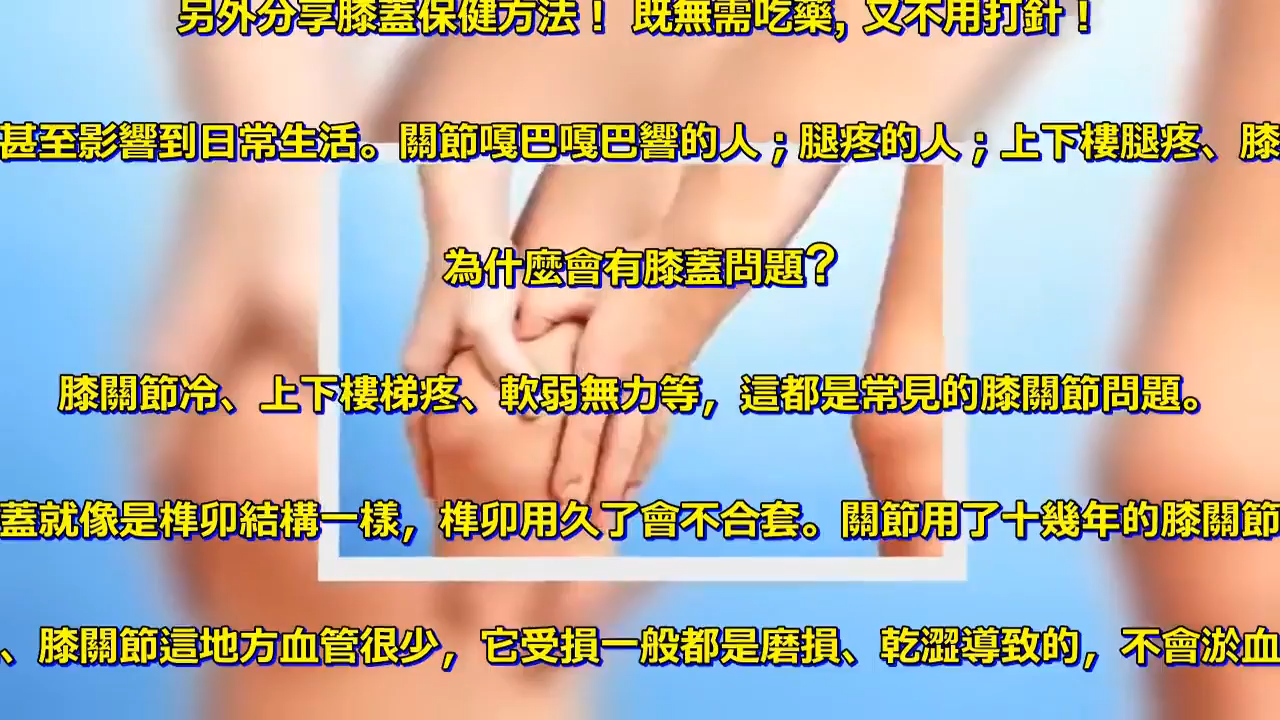 另外分享膝蓋保健方法！ 既無需吃藥, 又不用打針！
甚至影響到日常生活。關節嘎巴嘎巴響的人；腿疼的人；上下樓腿疼、膝
為什麼會有膝蓋問題?
膝關節冷、上下樓梯疼、軟弱無力等，這都是常見的膝關節問題。
蓋就像是榫卯結構一樣，榫卯用久了會不合套。關節用了十幾年的膝關節
、膝關節這地方血管很少，它受損一般都是磨損、乾澀導致的，不會淤血